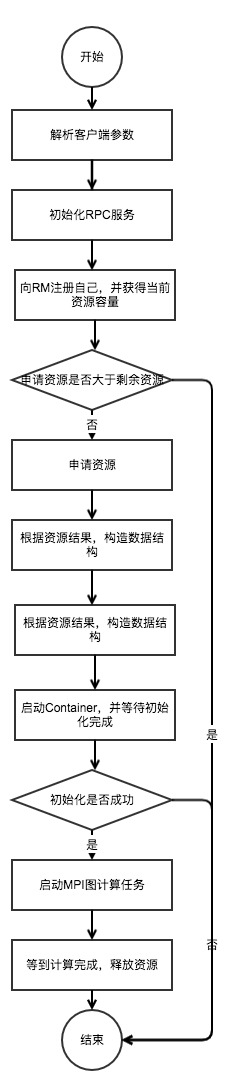 开始
解析客户端参数
初始化RPC服务
向RM注册自己，并获得当前
资源容量
申请资源是否大于剩余资源
否
申请资源
根据资源结果，构造数据结
构
根据资源结果，构造数据结
构
启动Container，并等待初始
化完成
是
初始化是否成功
是
启动MPI图计算任务
否
等到计算完成，释放资源
结束